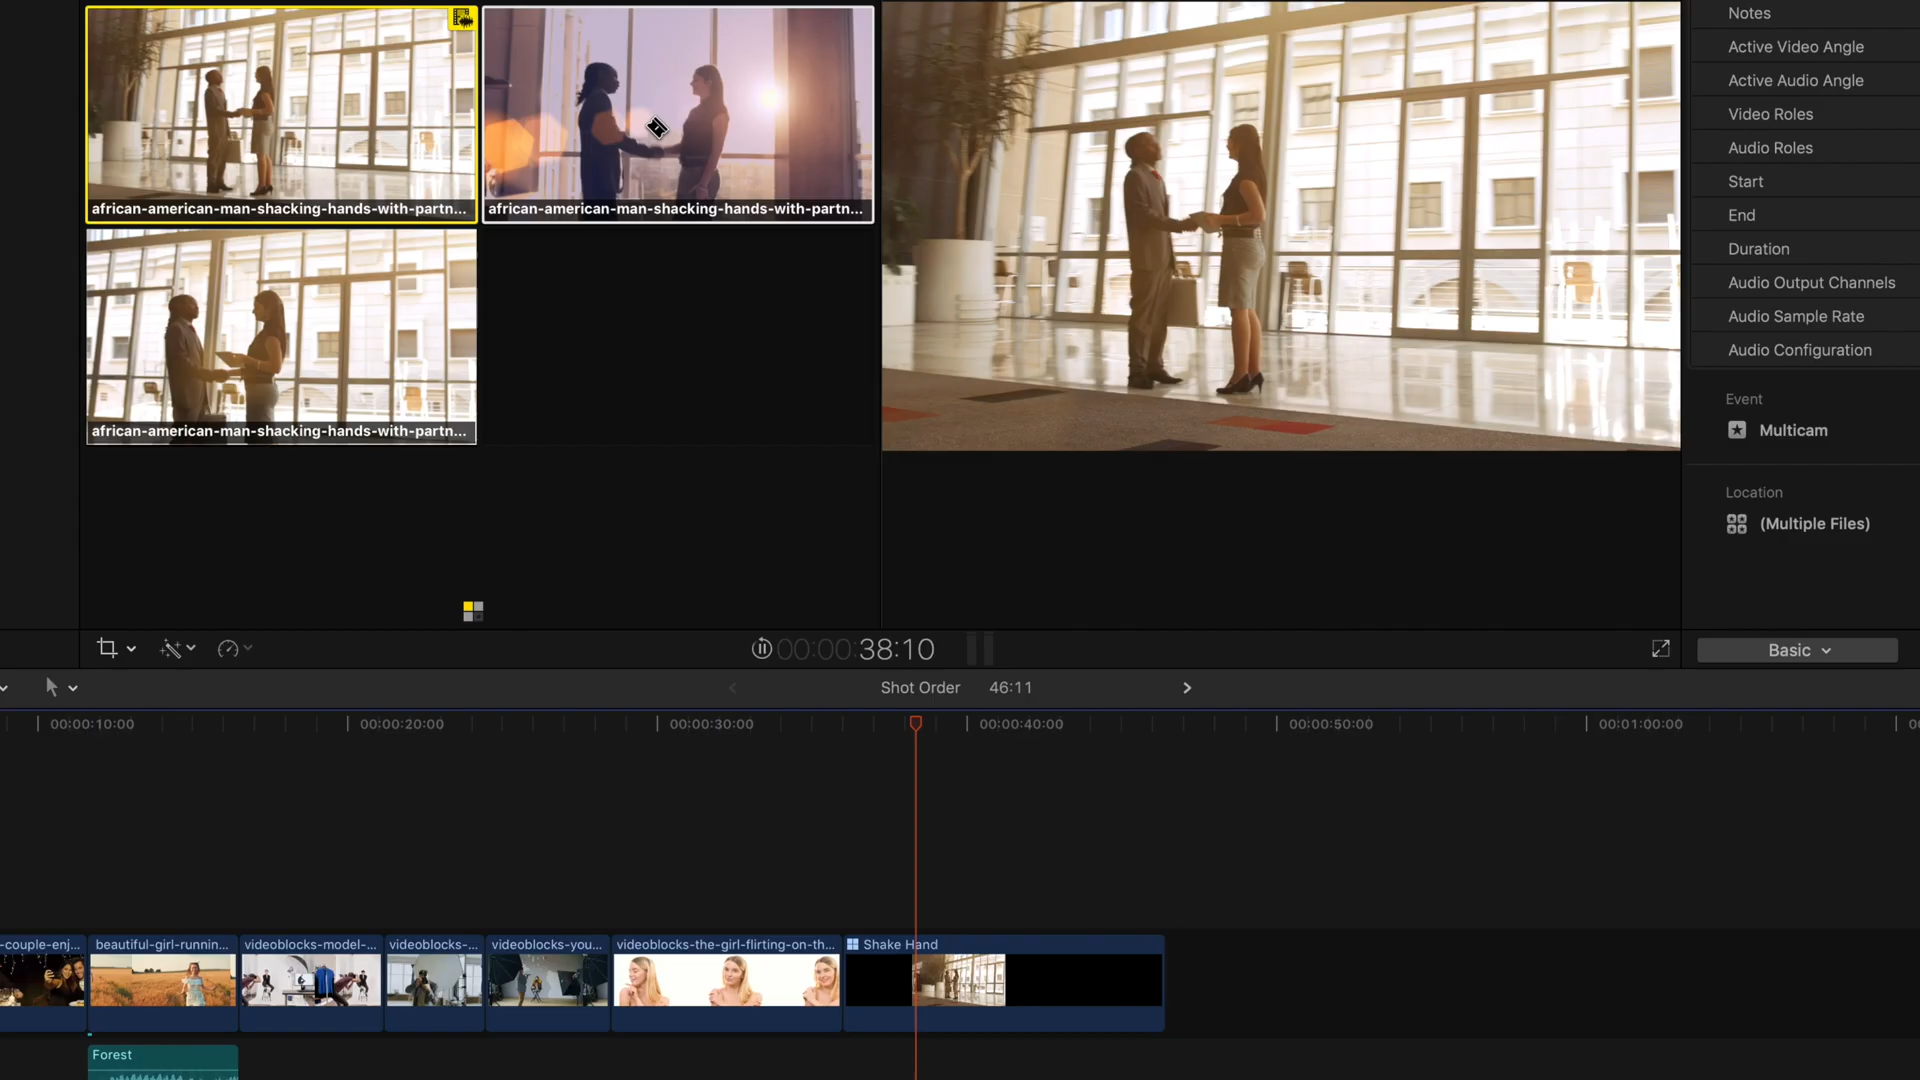 african-american-man-shacking-hands-with-partn...
african-american-man-shacking-hands-with-partn...
african-american-man-shacking-hands-with-partn...
Notes
Active Video Angle
Active Audio Angle
Video Roles
Audio Roles
Start
End
Duration
Audio Output Channels
Audio Sample Rate
Audio Configuration
Event
Multicam
Location
(Multiple Files)
00:00:38:10
Basic
Shot Order 46:11
00:00:10:00 00:00:20:00 00:00:30:00 00:00:40:00 00:00:50:00 00:01:00:00
-couple-enj... beautiful-girl-runnin... videoblocks-model-... videoblocks-... videoblocks-you... videoblocks-the-girl-flirting-on-th... Shake Hand
Forest